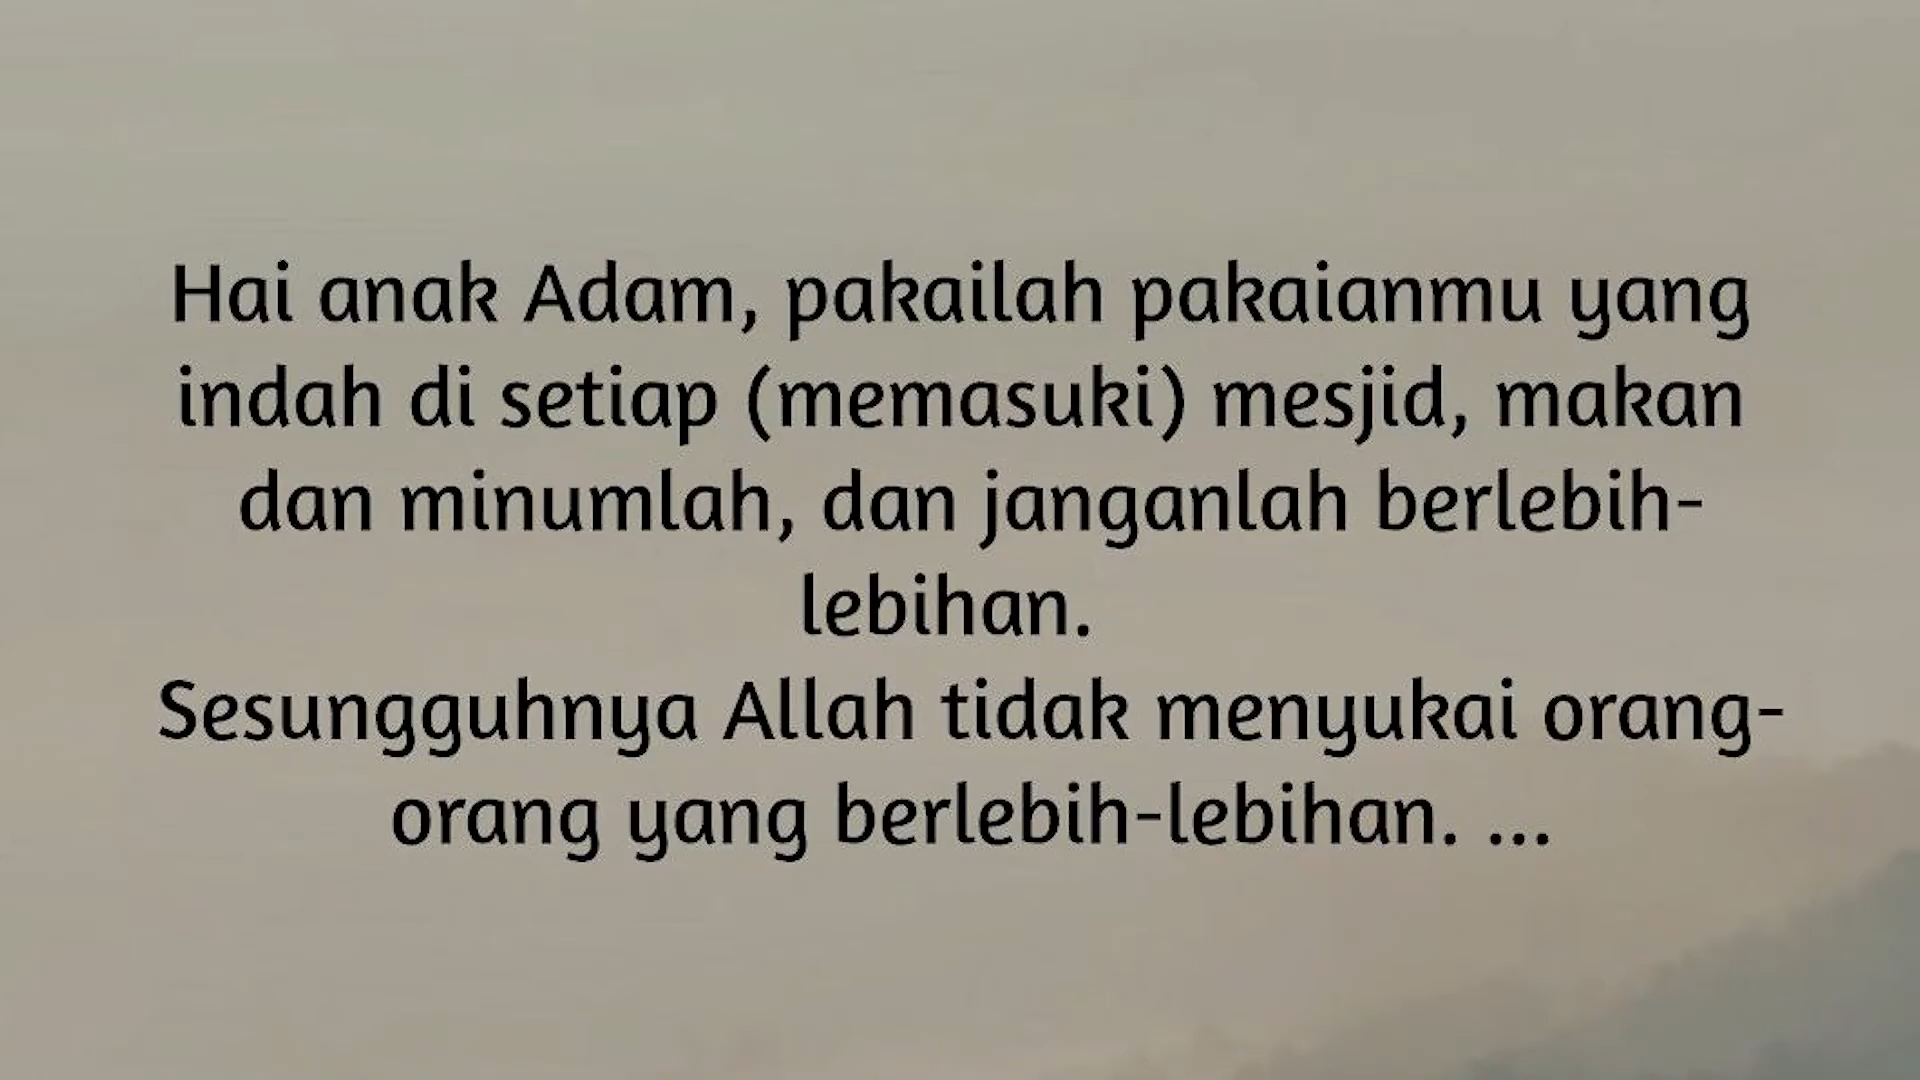 Hai anak Adam, pakailah pakaianmu yang
indah di setiap (memasuki) mesjid, makan
dan minumlah, dan janganlah berlebih-
lebihan.
Sesungguhnya Allah tidak menyukai orang-
orang yang berlebih-lebihan. ...